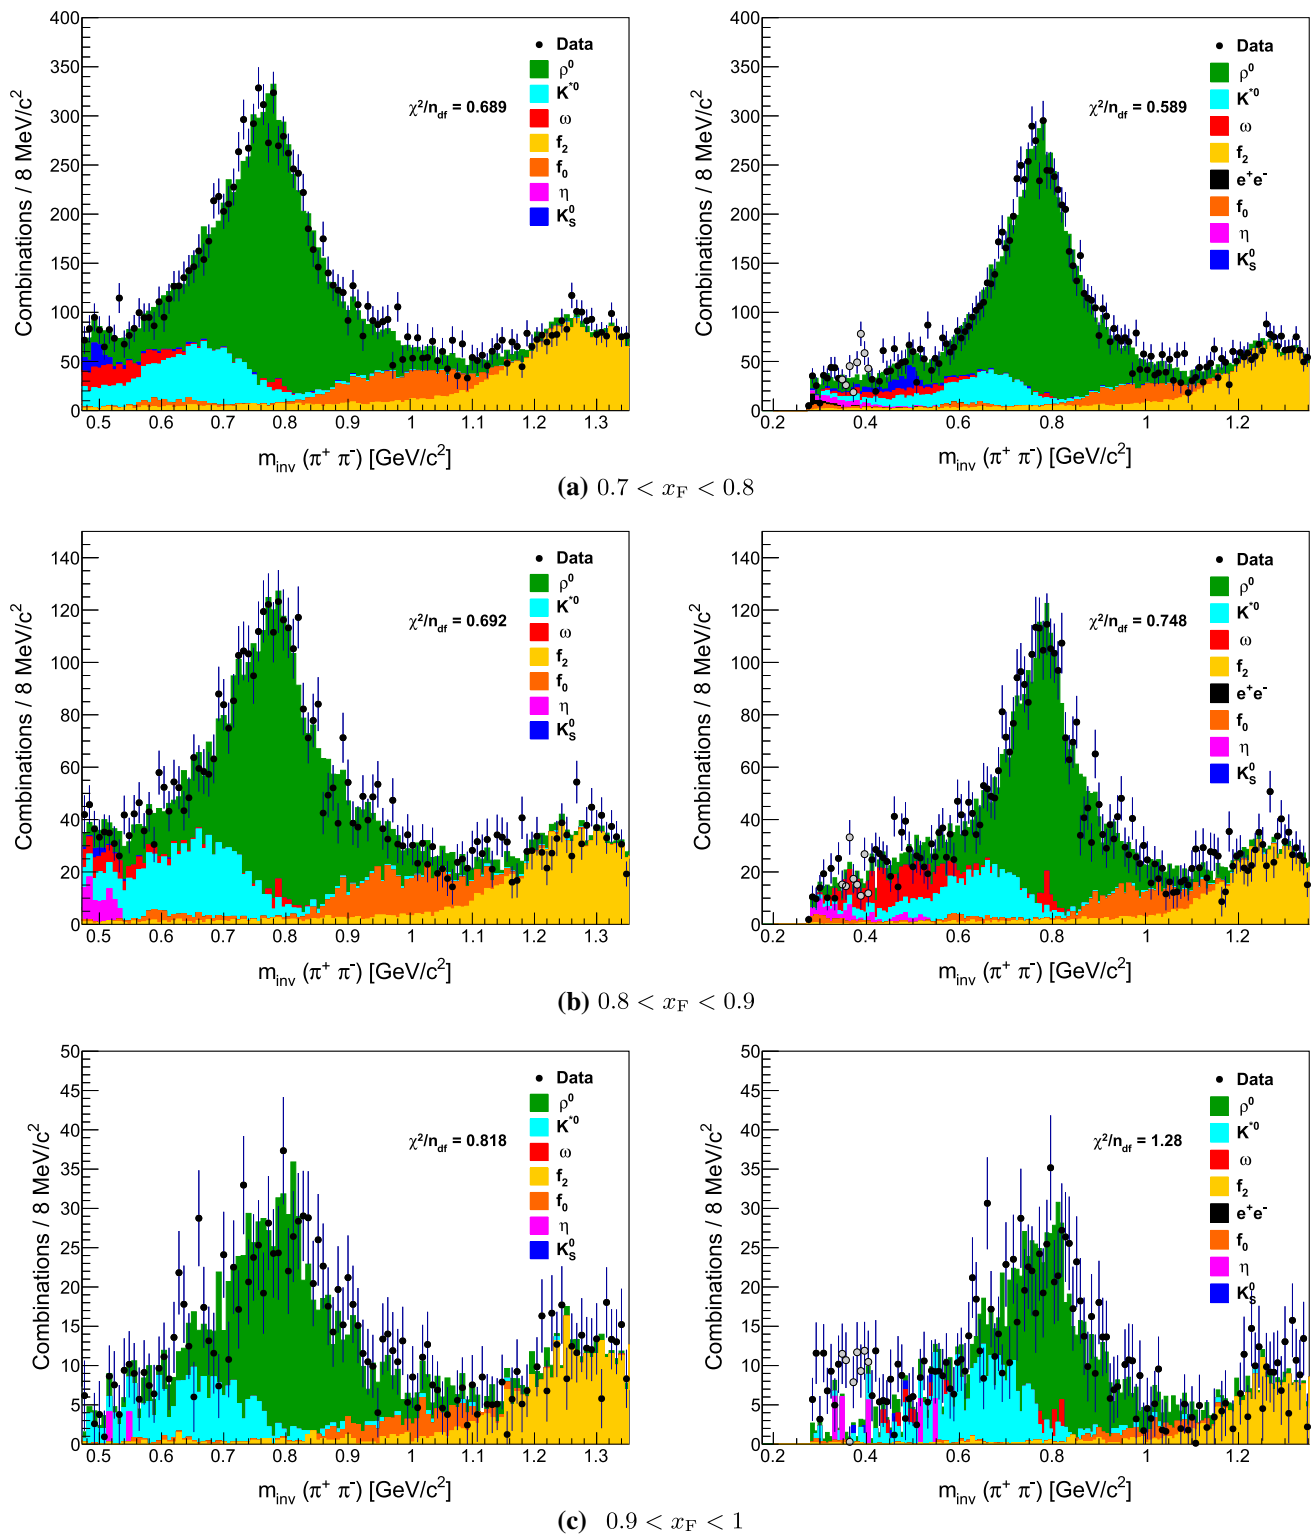 Combinations / 8 MeV/c²
400
350
300
250
200
150
100
50
0
Data
ρ⁰
K*⁰
ω
f₂
f₀
η
K⁰_S
χ²/n_df = 0.689
0.5 0.6 0.7 0.8 0.9 1 1.1 1.2 1.3
m_inv (π⁺ π⁻) [GeV/c²]
Combinations / 8 MeV/c²
400
350
300
250
200
150
100
50
0
Data
ρ⁰
K*⁰
ω
f₂
e⁺e⁻
f₀
η
K⁰_S
χ²/n_df = 0.589
0.2 0.4 0.6 0.8 1 1.2
m_inv (π⁺ π⁻) [GeV/c²]
(a) 0.7 < x_F < 0.8
Combinations / 8 MeV/c²
140
120
100
80
60
40
20
0
Data
ρ⁰
K*⁰
ω
f₂
f₀
η
K⁰_S
χ²/n_df = 0.692
0.5 0.6 0.7 0.8 0.9 1 1.1 1.2 1.3
m_inv (π⁺ π⁻) [GeV/c²]
Combinations / 8 MeV/c²
140
120
100
80
60
40
20
0
Data
ρ⁰
K*⁰
ω
f₂
e⁺e⁻
f₀
η
K⁰_S
χ²/n_df = 0.748
0.2 0.4 0.6 0.8 1 1.2
m_inv (π⁺ π⁻) [GeV/c²]
(b) 0.8 < x_F < 0.9
Combinations / 8 MeV/c²
50
45
40
35
30
25
20
15
10
5
0
Data
ρ⁰
K*⁰
ω
f₂
f₀
η
K⁰_S
χ²/n_df = 0.818
0.5 0.6 0.7 0.8 0.9 1 1.1 1.2 1.3
m_inv (π⁺ π⁻) [GeV/c²]
Combinations / 8 MeV/c²
50
45
40
35
30
25
20
15
10
5
0
Data
ρ⁰
K*⁰
ω
f₂
e⁺e⁻
f₀
η
K⁰_S
χ²/n_df = 1.28
0.2 0.4 0.6 0.8 1 1.2
m_inv (π⁺ π⁻) [GeV/c²]
(c) 0.9 < x_F < 1